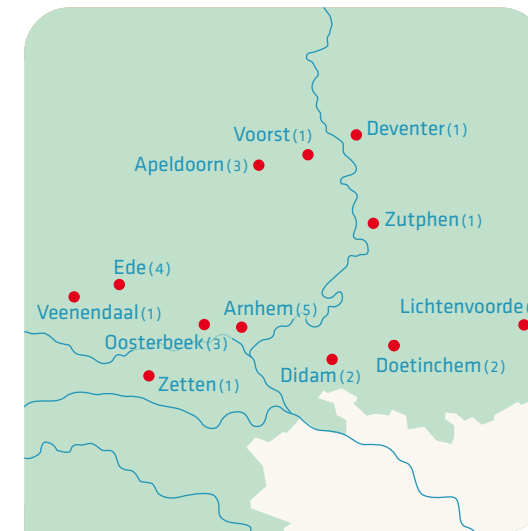 Deventer (1)
Voorst (1)
Apeldoorn (3)
Zutphen (1)
Ede (4)
Veenendaal (1)
Arnhem (5)
Lichtenvoorde
Oosterbeek (3)
Didam (2)
Doetinchem (2)
Zetten (1)